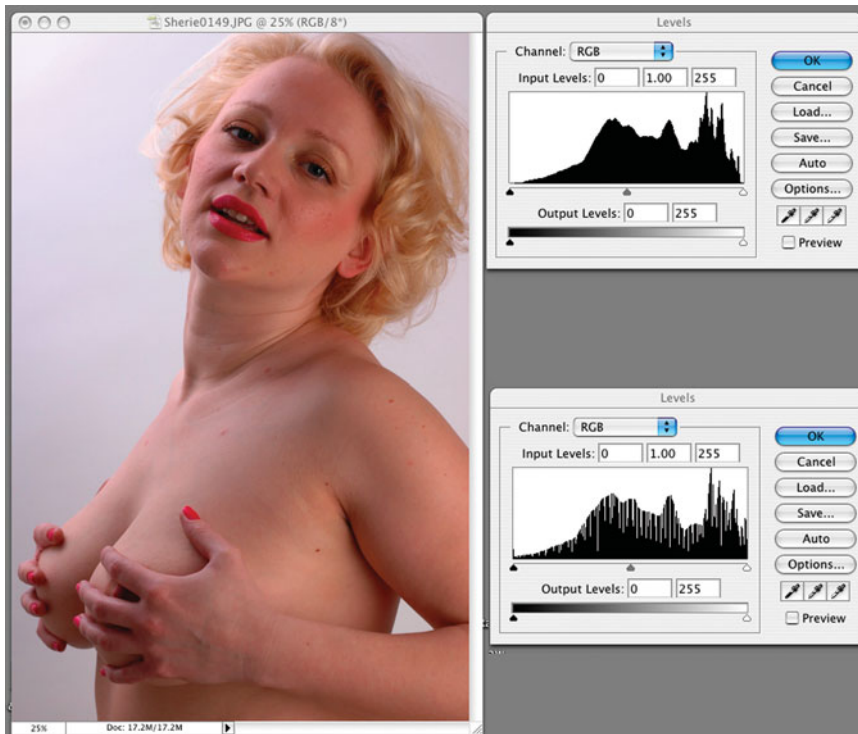 Sherie0149.JPG @ 25% (RGB/8*)
25%
Doc: 17.2M/17.2M
Levels
Channel: RGB
Input Levels: 0 1.00 255
Output Levels: 0 255
OK
Cancel
Load...
Save...
Auto
Options...
Preview
Levels
Channel: RGB
Input Levels: 0 1.00 255
Output Levels: 0 255
OK
Cancel
Load...
Save...
Auto
Options...
Preview